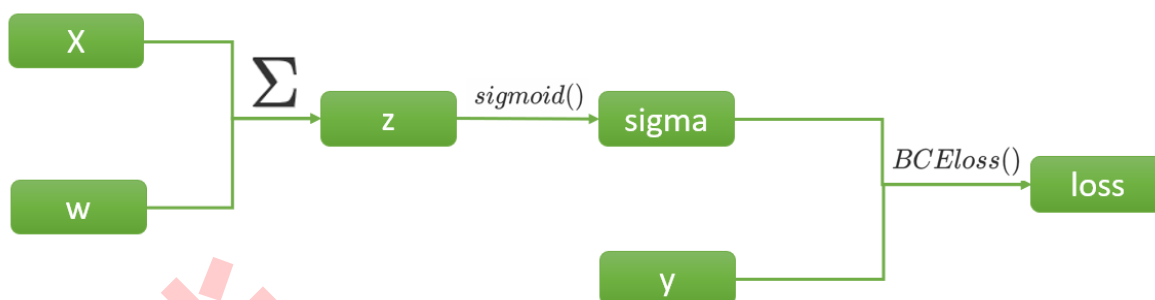 X
∑
z
sigmoid()
sigma
BCEloss()
loss
w
y